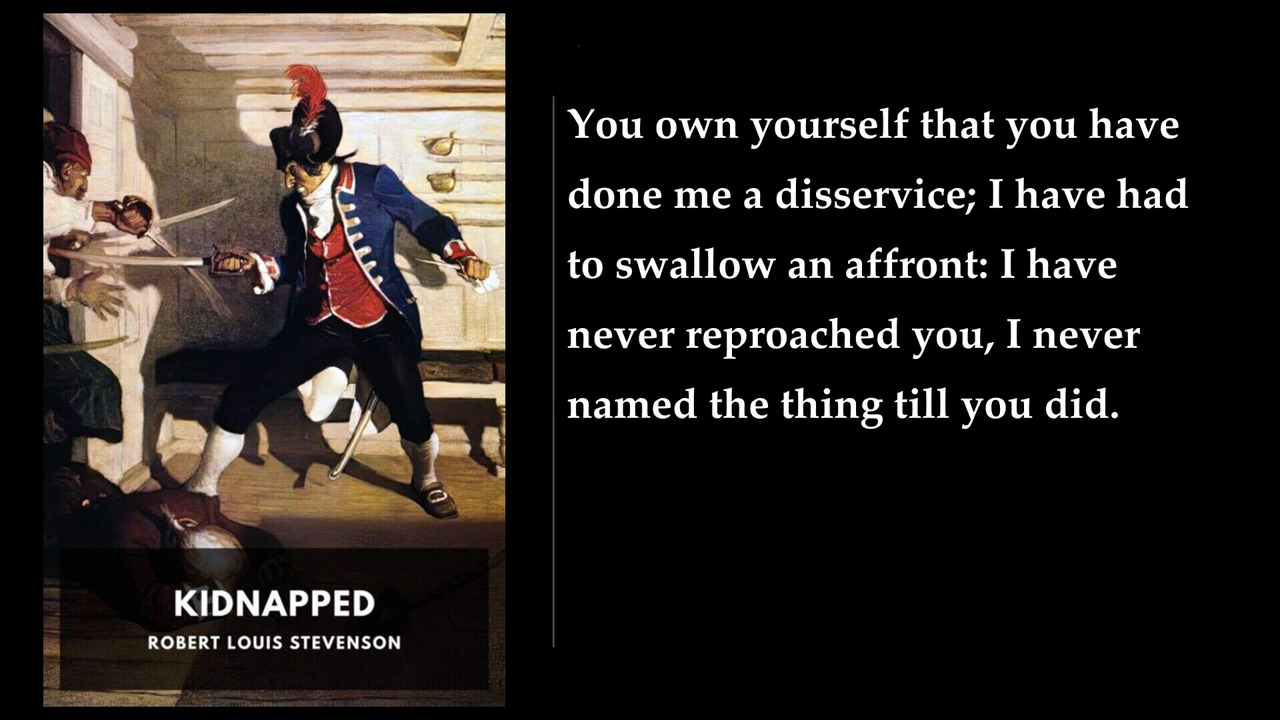 You own yourself that you have
done me a disservice; I have had
to swallow an affront: I have
never reproached you, I never
named the thing till you did.
KIDNAPPED
ROBERT LOUIS STEVENSON